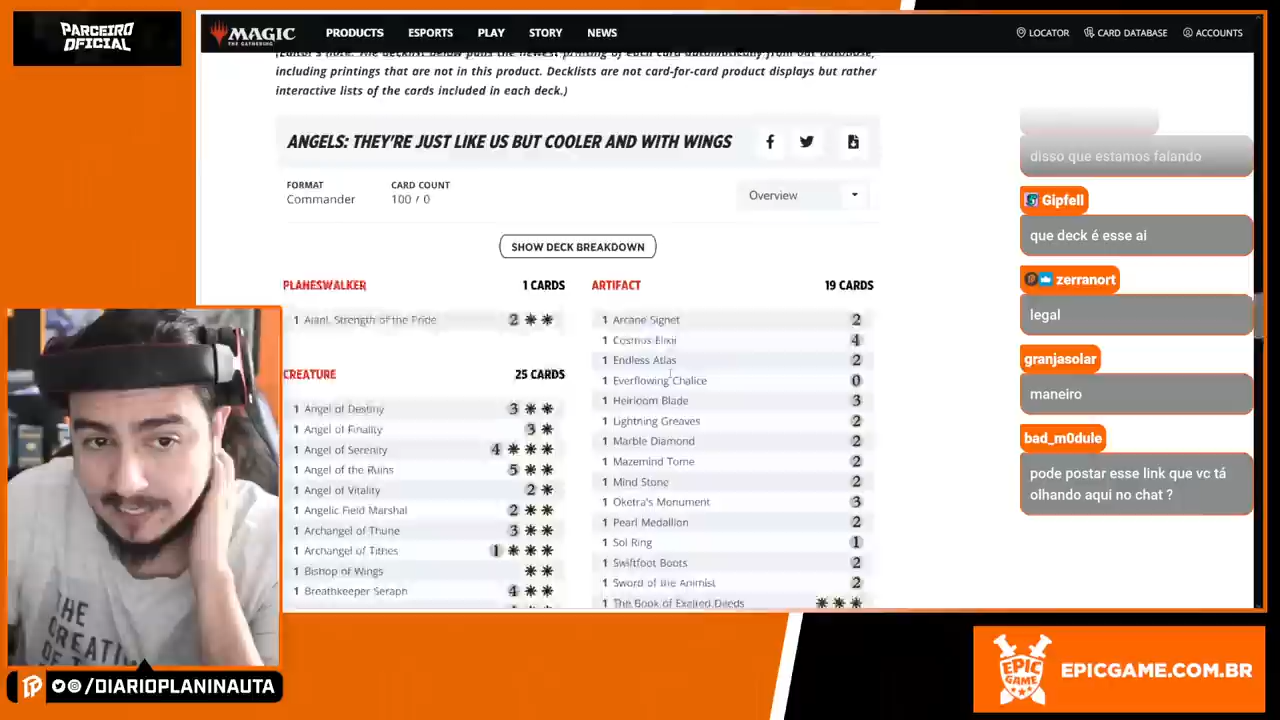 PARCEIRO
OFICIAL
MAGIC
THE GATHERING
PRODUCTS
ESPORTS
PLAY
STORY
NEWS
LOCATOR
CARD DATABASE
ACCOUNTS
including printings that are not in this product. Decklists are not card-for-card product displays but rather
interactive lists of the cards included in each deck.)
ANGELS: THEY'RE JUST LIKE US BUT COOLER AND WITH WINGS
FORMAT
Commander
CARD COUNT
100 / 0
Overview
SHOW DECK BREAKDOWN
PLANESWALKER 1 CARDS
1 Ajani, Strength of the Pride 2
CREATURE 25 CARDS
1 Angel of Destiny 3
1 Angel of Finality 3
1 Angel of Serenity 4
1 Angel of the Ruins 5
1 Angel of Vitality 2
1 Angelic Field Marshal 2
1 Archangel of Thune 3
1 Archangel of Tithes 1
1 Bishop of Wings
1 Breathkeeper Seraph 4
ARTIFACT 19 CARDS
1 Arcane Signet 2
1 Cosmos Elixir 4
1 Endless Atlas 2
1 Everflowing Chalice 0
1 Heirloom Blade 3
1 Lightning Greaves 2
1 Marble Diamond 2
1 Mazemind Tome 2
1 Mind Stone 2
1 Oketra's Monument 3
1 Pearl Medallion 2
1 Sol Ring 1
1 Swiftfoot Boots 2
1 Sword of the Animist 2
1 The Book of Exalted Deeds
disso que estamos falando
Gipfell
que deck é esse ai
zerranort
legal
granjasolar
maneiro
bad_m0dule
pode postar esse link que vc tá
olhando aqui no chat ?
THE
CREATI
OF T
/DIARIOPLANINAUTA
EPIC
GAME
EPICGAME.COM.BR